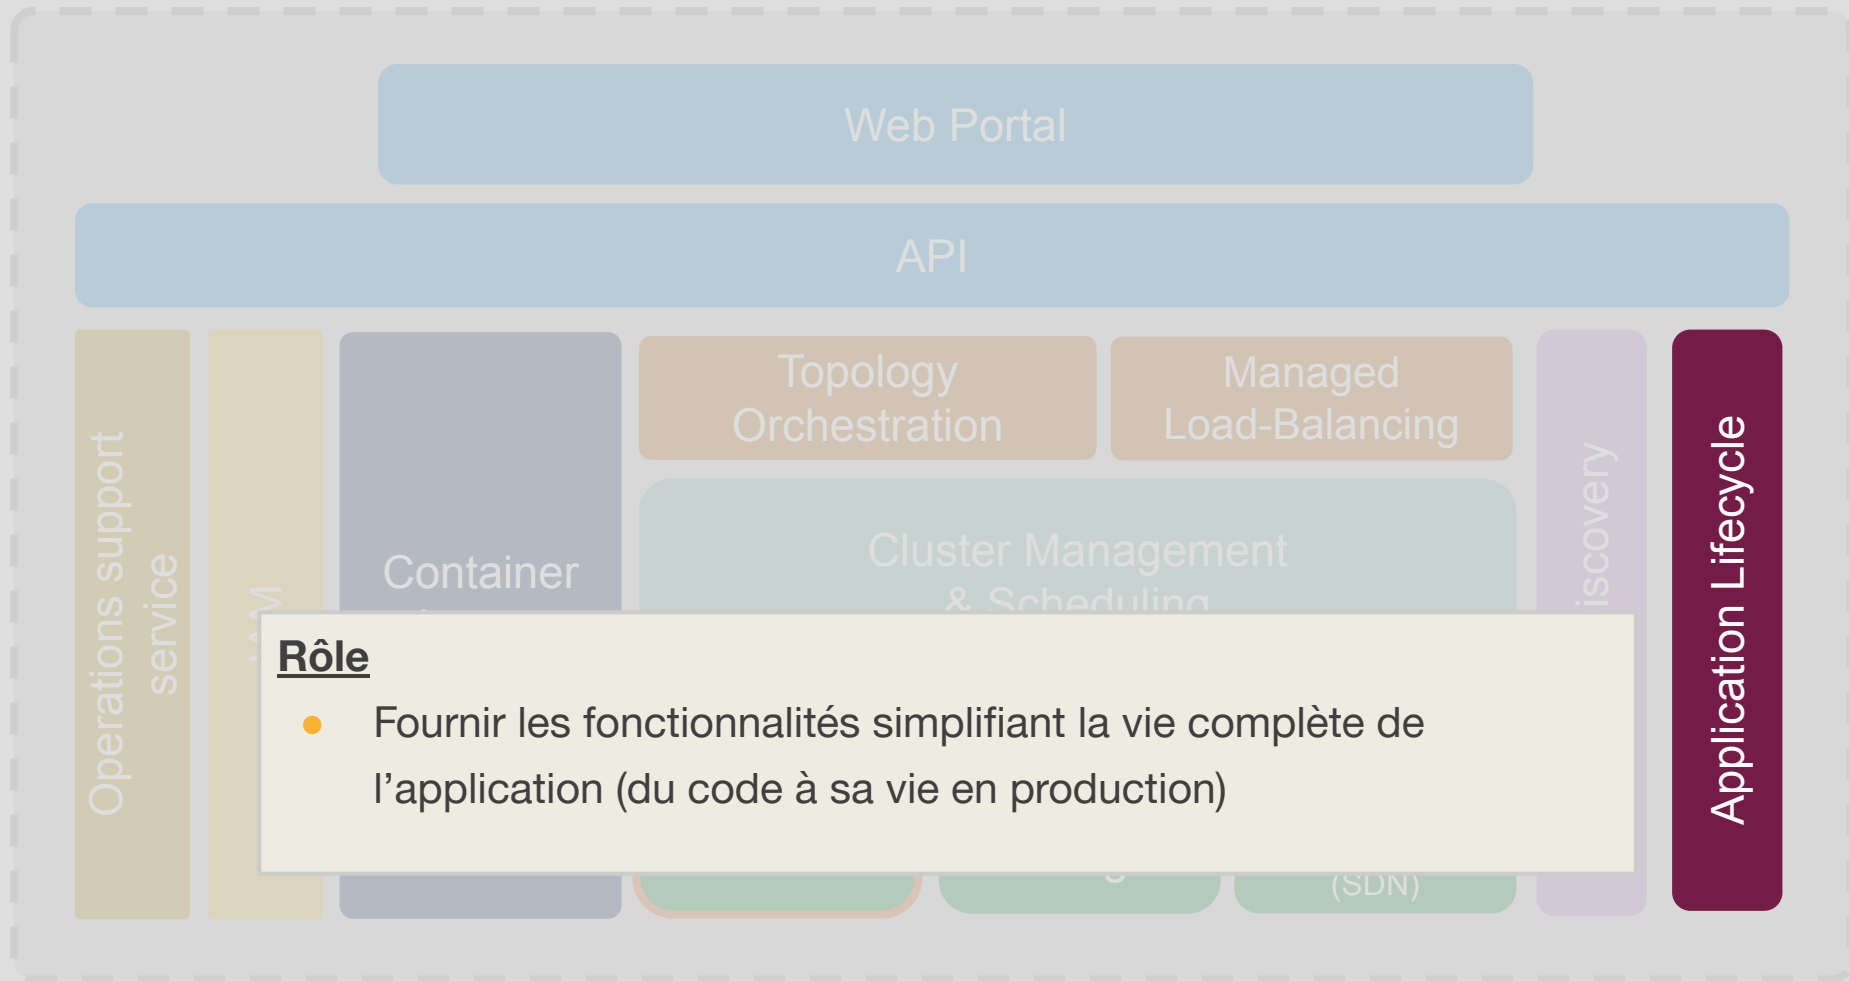 Web Portal
API
Operations support
service
Container
Topology
Orchestration
Managed
Load-Balancing
Cluster Management
& Scheduling
Application Lifecycle
Rôle
Fournir les fonctionnalités simplifiant la vie complète de
l’application (du code à sa vie en production)
(SDN)